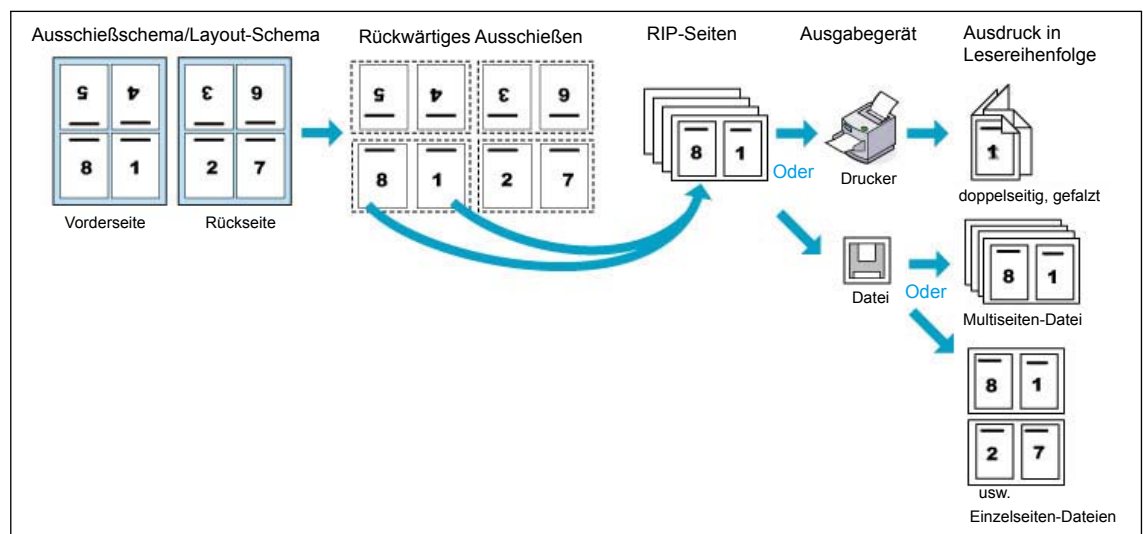 Ausschießschema/Layout-Schema
Rückwärtiges Ausschießen
RIP-Seiten
Ausgabegerät
Ausdruck in
Lesereihenfolge
5 4 3 6
8 1 2 7
Vorderseite
Rückseite
5 4 3 6
8 1 2 7
8 1
Oder
Drucker
1
doppelseitig, gefalzt
Datei
Oder
8 1
Multiseiten-Datei
8 1
2 7
usw.
Einzelseiten-Dateien